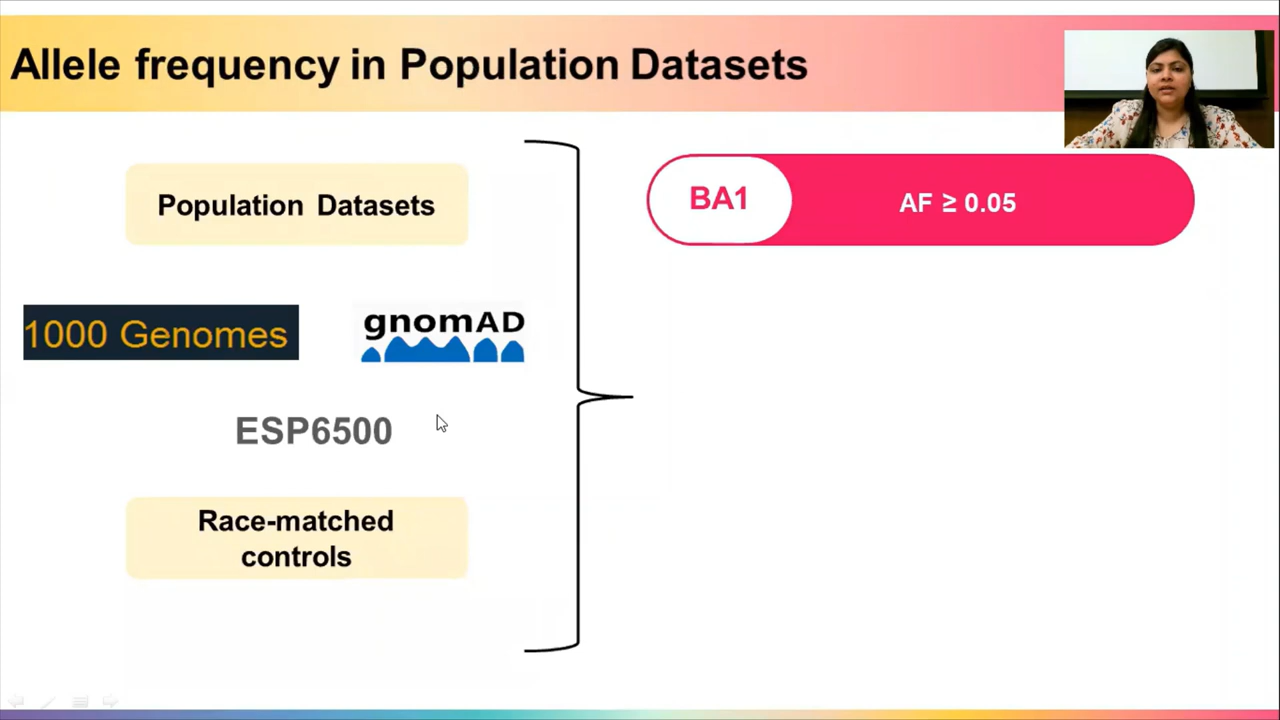 Allele frequency in Population Datasets
Population Datasets
1000 Genomes
gnomAD
ESP6500
Race-matched
controls
BA1
AF ≥ 0.05